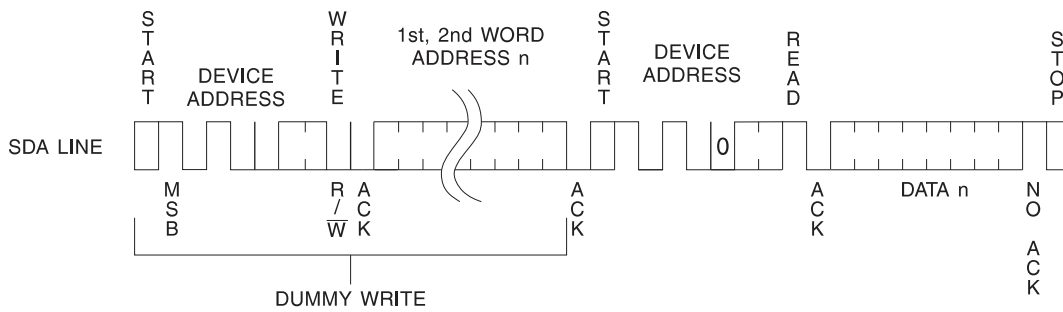 START
WRITE
1st, 2nd WORD
ADDRESS n
START
DEVICE
ADDRESS
READ
STOP
DEVICE
ADDRESS
SDA LINE
0
MSB
R/W̅
ACK
ACK
ACK
DATA n
NO ACK
DUMMY WRITE